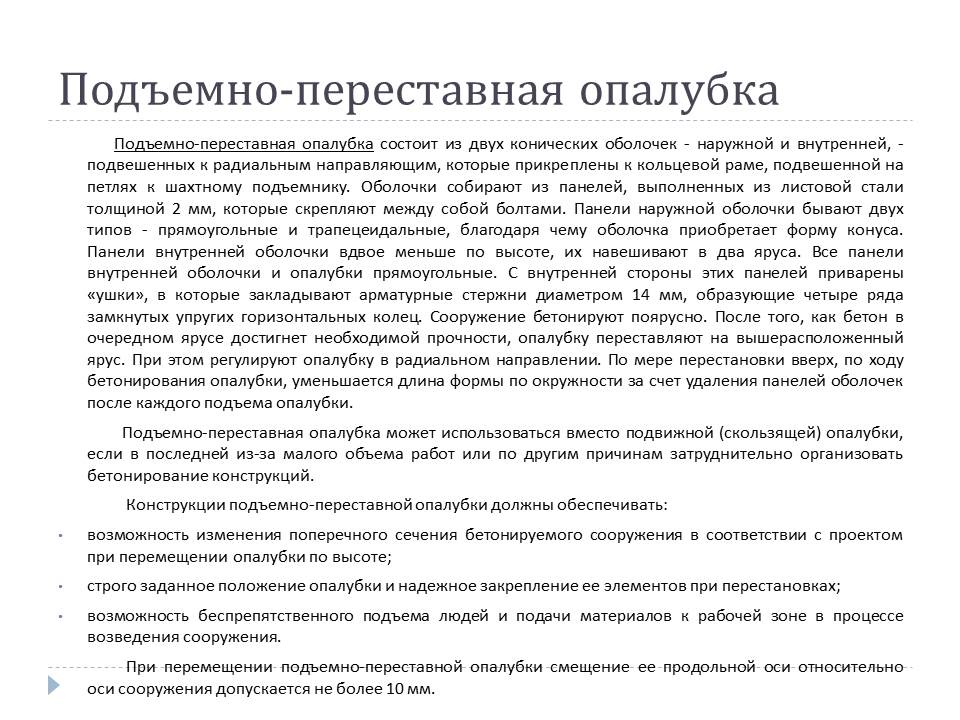 Подъемно-переставная опалубка
Подъемно-переставная опалубка состоит из двух конических оболочек - наружной и внутренней, -
подвешенных к радиальным направляющим, которые прикреплены к кольцевой раме, подвешенной на
петлях к шахтному подъемнику. Оболочки собирают из панелей, выполненных из листовой стали
толщиной 2 мм, которые скрепляют между собой болтами. Панели наружной оболочки бывают двух
типов - прямоугольные и трапецеидальные, благодаря чему оболочка приобретает форму конуса.
Панели внутренней оболочки вдвое меньше по высоте, их навешивают в два яруса. Все панели
внутренней оболочки и опалубки прямоугольные. С внутренней стороны этих панелей приварены
«ушки», в которые закладывают арматурные стержни диаметром 14 мм, образующие четыре ряда
замкнутых упругих горизонтальных колец. Сооружение бетонируют поярусно. После того, как бетон в
очередном ярусе достигнет необходимой прочности, опалубку переставляют на вышерасположенный
ярус. При этом регулируют опалубку в радиальном направлении. По мере перестановки вверх, по ходу
бетонирования опалубки, уменьшается длина формы по окружности за счет удаления панелей оболочек
после каждого подъема опалубки.
Подъемно-переставная опалубка может использоваться вместо подвижной (скользящей) опалубки,
если в последней из-за малого объема работ или по другим причинам затруднительно организовать
бетонирование конструкций.
Конструкции подъемно-переставной опалубки должны обеспечивать:
• возможность изменения поперечного сечения бетонируемого сооружения в соответствии с проектом
при перемещении опалубки по высоте;
• строго заданное положение опалубки и надежное закрепление ее элементов при перестановках;
• возможность беспрепятственного подъема людей и подачи материалов к рабочей зоне в процессе
возведения сооружения.
При перемещении подъемно-переставной опалубки смещение ее продольной оси относительно
оси сооружения допускается не более 10 мм.